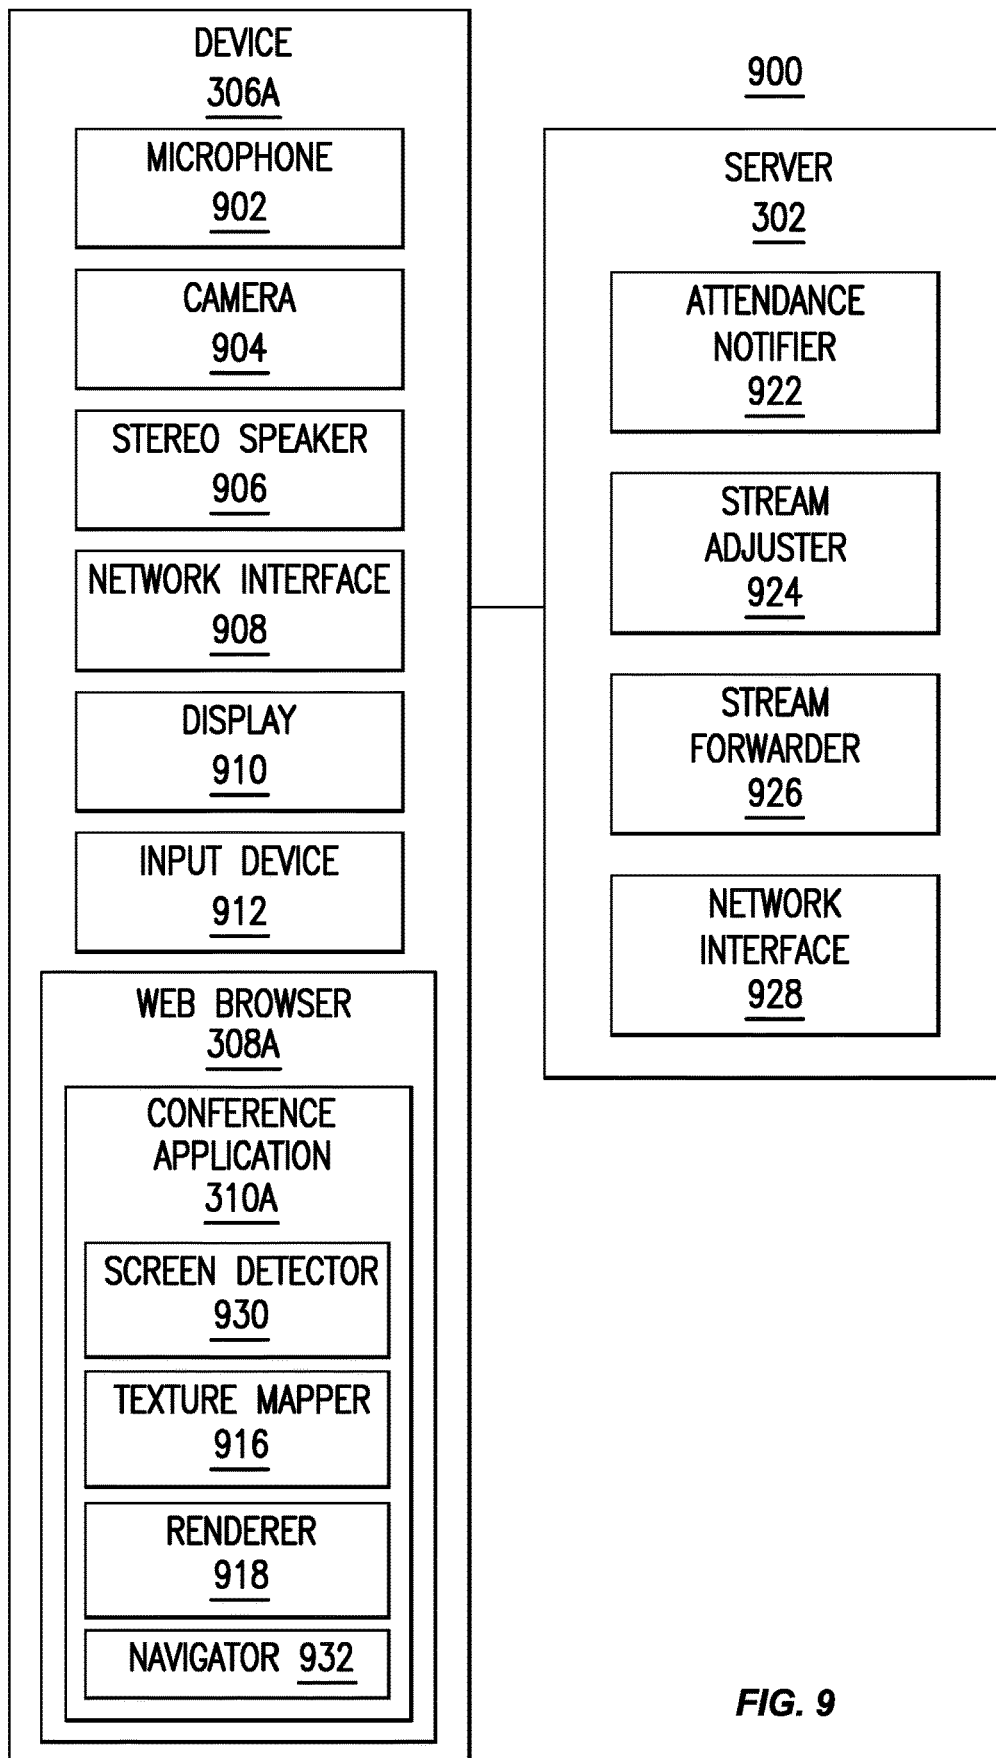 DEVICE
306A
MICROPHONE
902
CAMERA
904
STEREO SPEAKER
906
NETWORK INTERFACE
908
DISPLAY
910
INPUT DEVICE
912
WEB BROWSER
308A
CONFERENCE
APPLICATION
310A
SCREEN DETECTOR
930
TEXTURE MAPPER
916
RENDERER
918
NAVIGATOR 932
900
SERVER
302
ATTENDANCE
NOTIFIER
922
STREAM
ADJUSTER
924
STREAM
FORWARDER
926
NETWORK
INTERFACE
928
FIG. 9